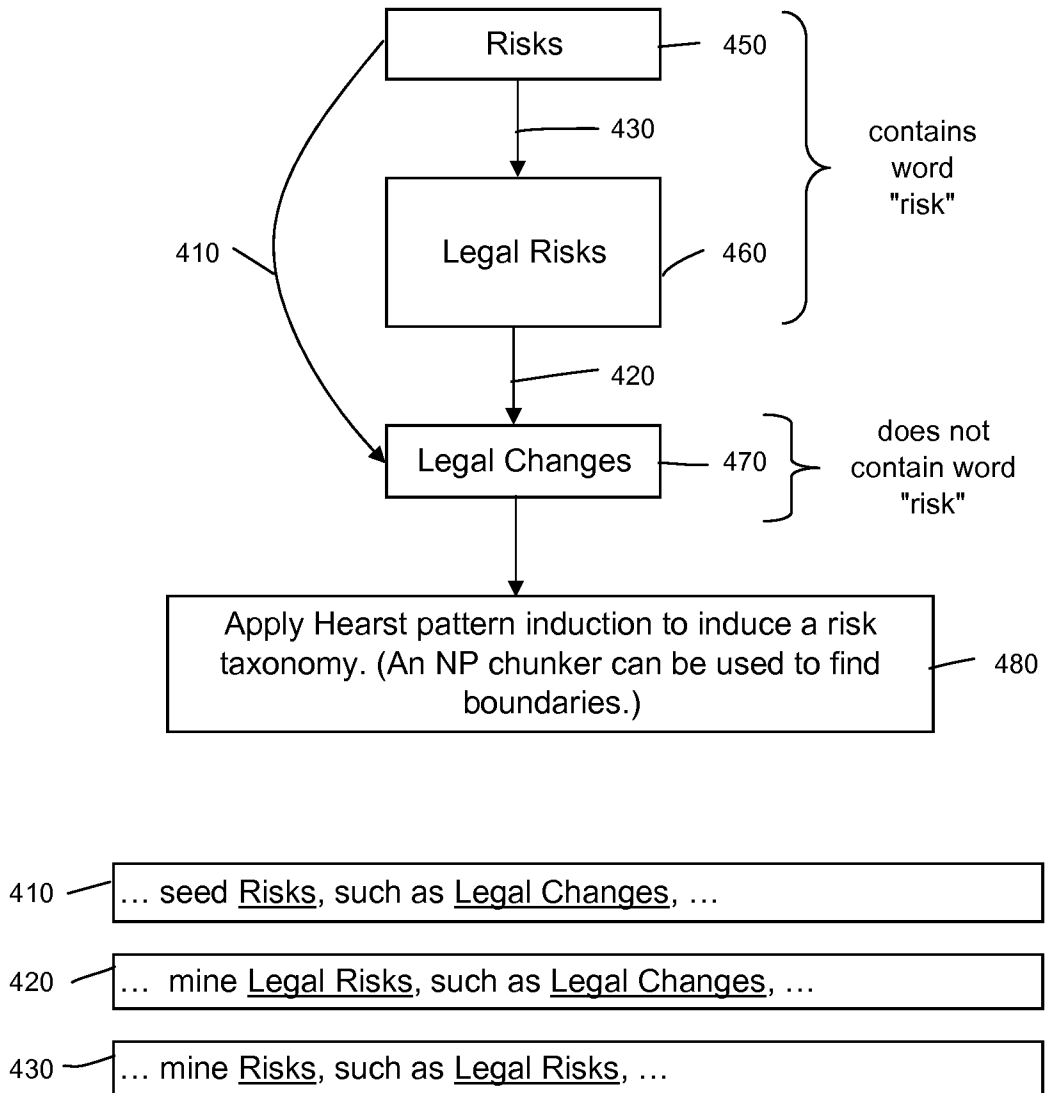 Risks
450
430
contains
word
"risk"
410
Legal Risks
460
420
Legal Changes
470
does not
contain word
"risk"
Apply Hearst pattern induction to induce a risk
taxonomy. (An NP chunker can be used to find
boundaries.)
480
410
… seed Risks, such as Legal Changes, …
420
… mine Legal Risks, such as Legal Changes, …
430
… mine Risks, such as Legal Risks, …